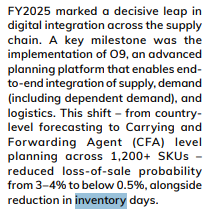 FY2025 marked a decisive leap in
digital integration across the supply
chain. A key milestone was the
implementation of O9, an advanced
planning platform that enables end-
to-end integration of supply, demand
(including dependent demand), and
logistics. This shift – from country-
level forecasting to Carrying and
Forwarding Agent (CFA) level
planning across 1,200+ SKUs –
reduced loss-of-sale probability
from 3–4% to below 0.5%, alongside
reduction in inventory days.